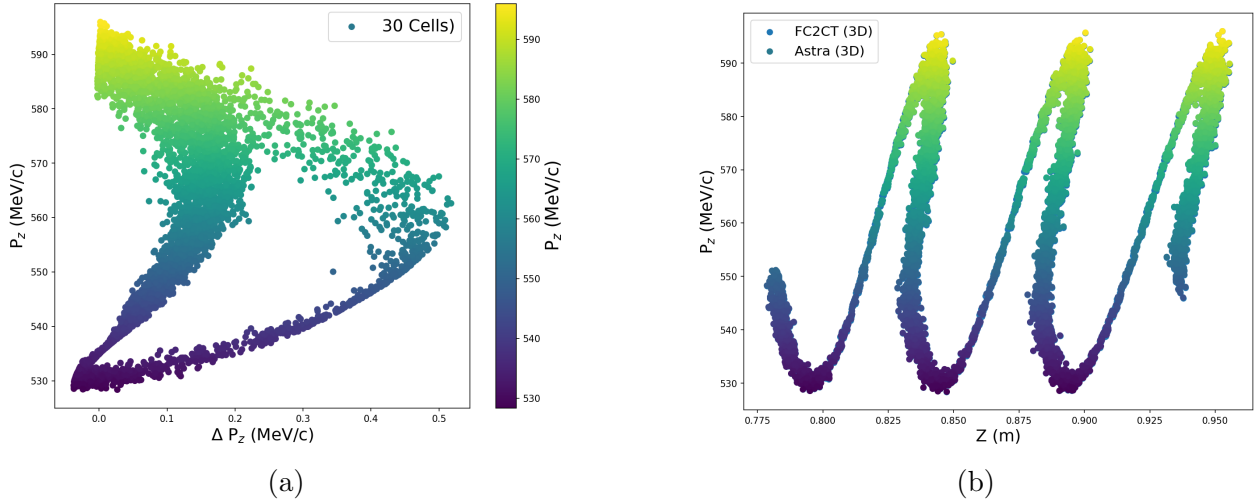 30 Cells)
590
580
570
560
550
540
530
P_z (MeV/c)
0.0 0.1 0.2 0.3 0.4 0.5
Δ P_z (MeV/c)
590
580
570
560
550
540
530
P_z (MeV/c)
(a)
FC2CT (3D)
Astra (3D)
590
580
570
560
550
540
530
P_z (MeV/c)
0.775 0.800 0.825 0.850 0.875 0.900 0.925 0.950
Z (m)
(b)